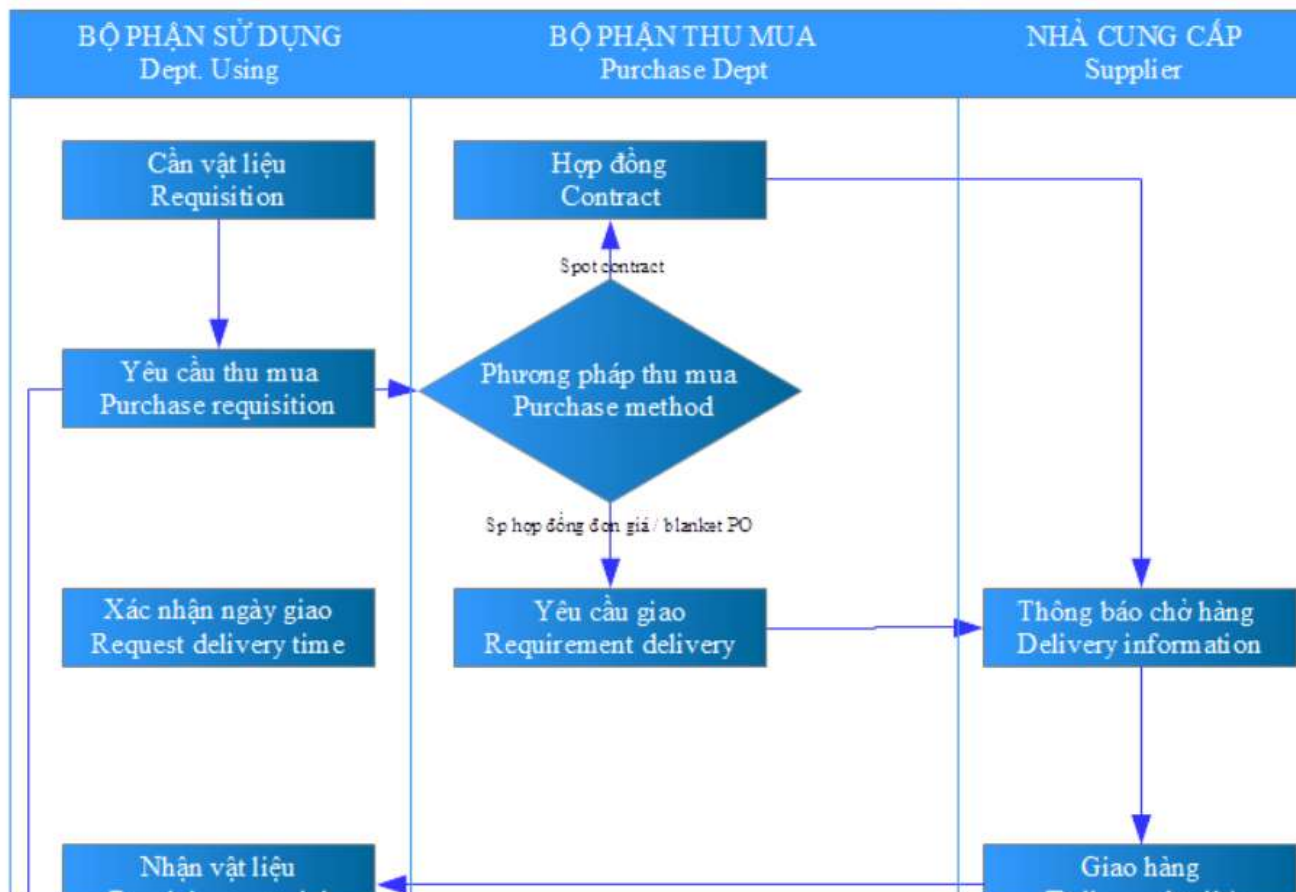 BỘ PHẬN SỬ DỤNG
Dept. Using
BỘ PHẬN THU MUA
Purchase Dept
NHÀ CUNG CẤP
Supplier
Cần vật liệu
Requisition
Hợp đồng
Contract
Spot contract
Yêu cầu thu mua
Purchase requisition
Phương pháp thu mua
Purchase method
Sp hợp đồng đơn giá / blanket PO
Xác nhận ngày giao
Request delivery time
Yêu cầu giao
Requirement delivery
Thông báo chở hàng
Delivery information
Nhận vật liệu
Giao hàng